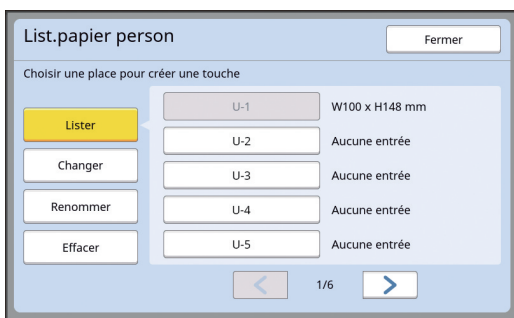 List.papier person
Fermer
Choisir une place pour créer une touche
Lister
Changer
Renommer
Effacer
U-1 W100 x H148 mm
U-2 Aucune entrée
U-3 Aucune entrée
U-4 Aucune entrée
U-5 Aucune entrée
1/6